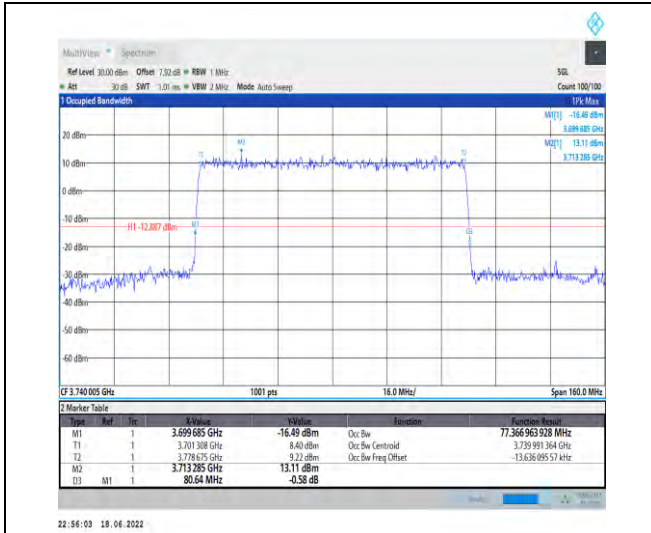 MultiView Spectrum
Ref Level 30.00 dBm Offset 7.92 dB RBW 1 MHz SGL
Att 30 dB SWT 1.01 ms VBW 2 MHz Mode Auto Sweep Count 100/100
1 Occupied Bandwidth 1Pk Max
M1[1] -16.49 dBm
3.699 685 GHz
M2[1] 13.11 dBm
3.713 285 GHz
20 dBm
M2
T1 T2
10 dBm
0 dBm
-10 dBm
H1 -12.887 dBm M1
D3
-20 dBm
-30 dBm
-40 dBm
-50 dBm
-60 dBm
CF 3.740 005 GHz 1001 pts 16.0 MHz/ Span 160.0 MHz
2 Marker Table
Type Ref Trc X-Value Y-Value Function Function Result
M1 1 3.699 685 GHz -16.49 dBm Occ Bw 77.366 963 928 MHz
T1 1 3.701 308 GHz 8.40 dBm Occ Bw Centroid 3.739 991 364 GHz
T2 1 3.778 675 GHz 9.22 dBm Occ Bw Freq Offset -13.636 095 57 kHz
M2 1 3.713 285 GHz 13.11 dBm
D3 M1 1 80.64 MHz -0.58 dB
22:56:03 18.06.2022